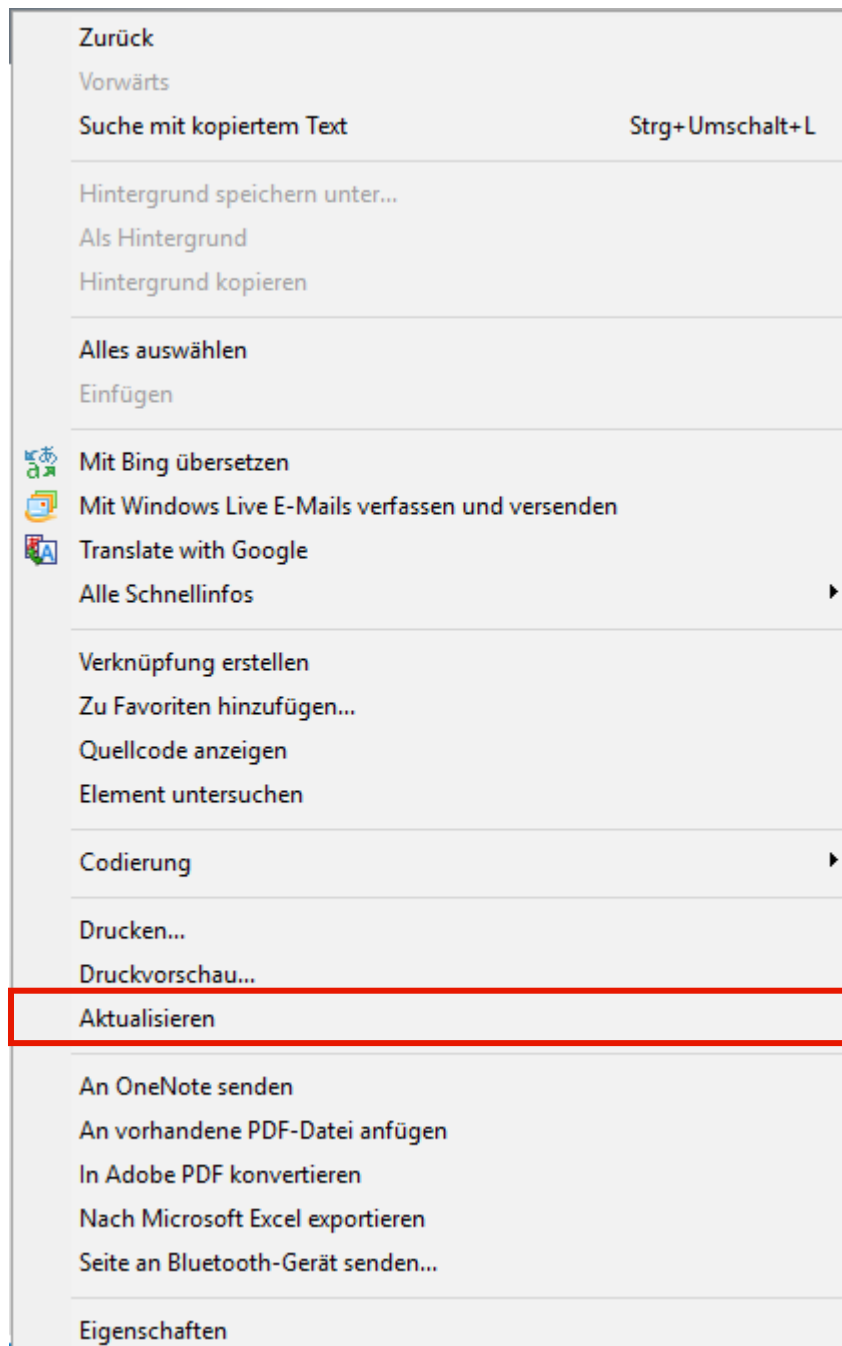 Zurück
Vorwärts
Suche mit kopiertem Text Strg+Umschalt+L
Hintergrund speichern unter...
Als Hintergrund
Hintergrund kopieren
Alles auswählen
Einfügen
Mit Bing übersetzen
Mit Windows Live E-Mails verfassen und versenden
Translate with Google
Alle Schnellinfos
Verknüpfung erstellen
Zu Favoriten hinzufügen...
Quellcode anzeigen
Element untersuchen
Codierung
Drucken...
Druckvorschau...
Aktualisieren
An OneNote senden
An vorhandene PDF-Datei anfügen
In Adobe PDF konvertieren
Nach Microsoft Excel exportieren
Seite an Bluetooth-Gerät senden...
Eigenschaften